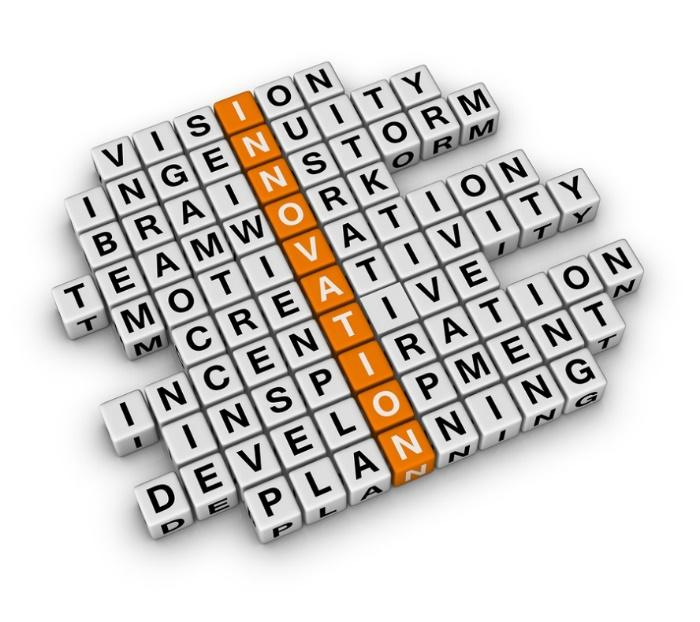 VISION
INGENUITY
BRAINSTORM
TEAMWORK
MOTIVATION
CREATIVITY
INCENTIVE
INSPIRATION
DEVELOPMENT
PLANNING
INNOVATION